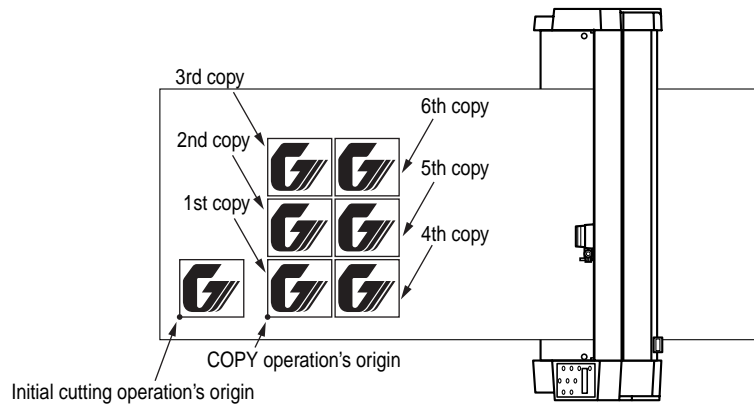 3rd copy
6th copy
2nd copy
5th copy
1st copy
4th copy
COPY operation's origin
Initial cutting operation's origin